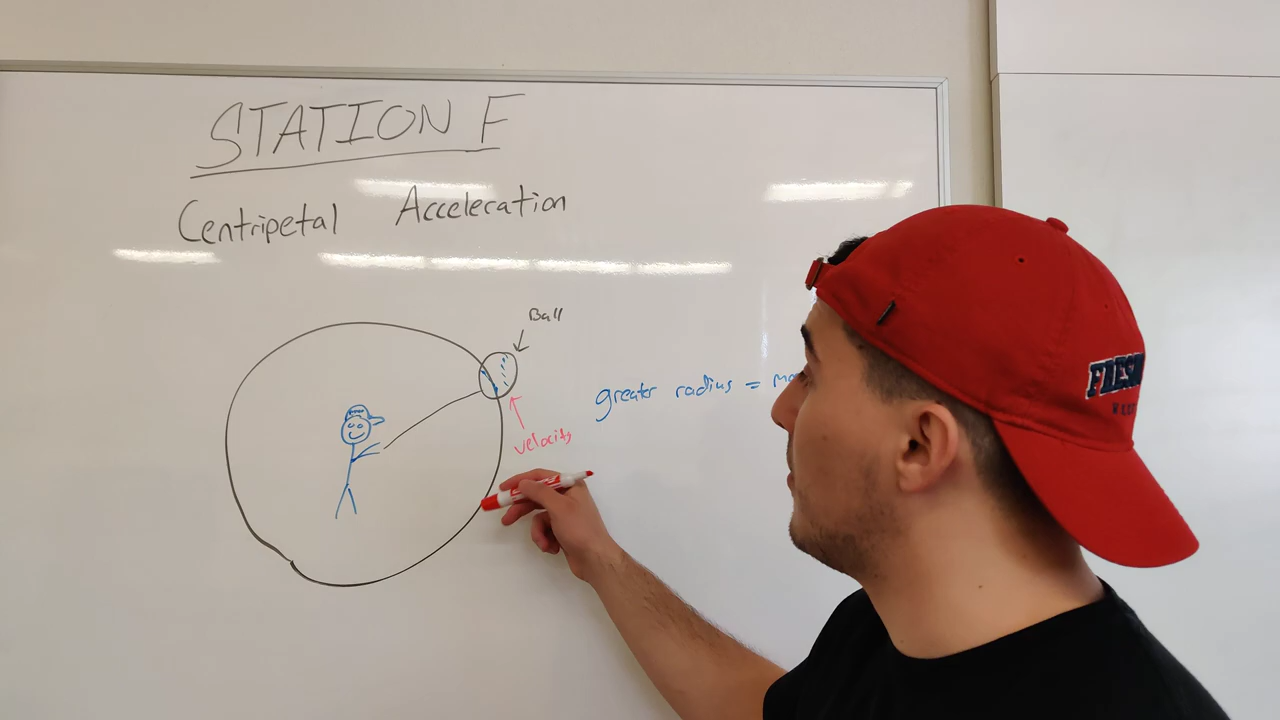 STATION F
Centripetal Acceleration
Ball
greater radius =
velocity